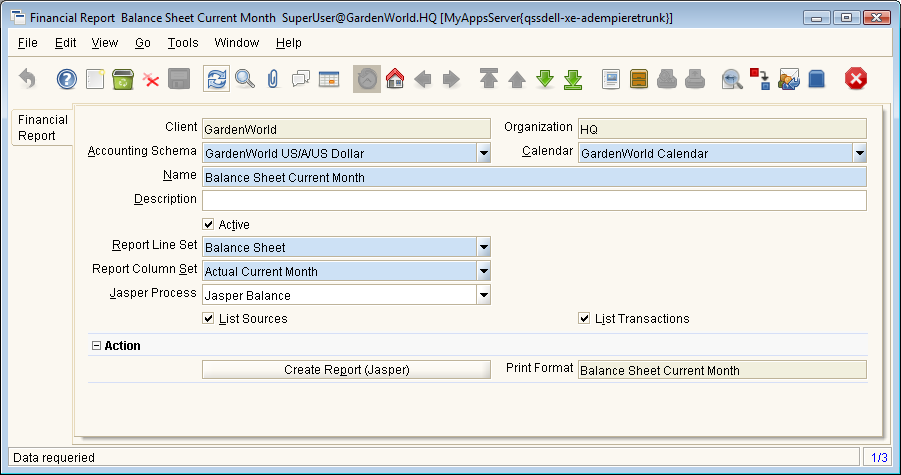 Financial Report  Balance Sheet Current Month  SuperUser@GardenWorld.HQ [MyAppsServer{qssdell-xe-adempieretrunk}]
File Edit View Go Tools Window Help
Financial
Report
Client GardenWorld Organization HQ
Accounting Schema GardenWorld US/A/US Dollar Calendar GardenWorld Calendar
Name Balance Sheet Current Month
Description
Active
Report Line Set Balance Sheet
Report Column Set Actual Current Month
Jasper Process Jasper Balance
List Sources List Transactions
Action
Create Report (Jasper) Print Format Balance Sheet Current Month
Data requeried 1/3